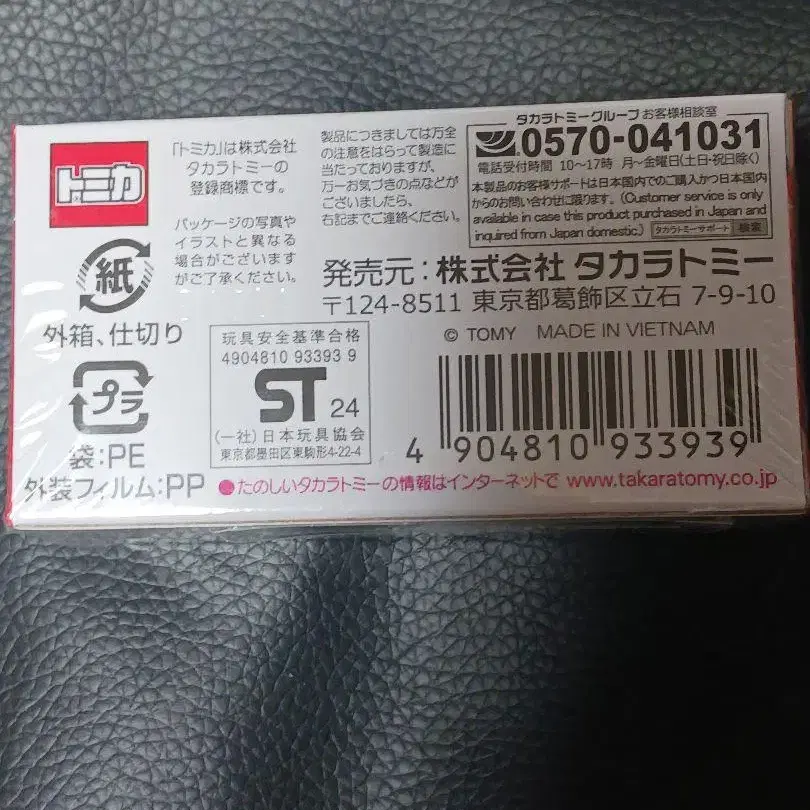 トミカ
「トミカ」は株式会社
タカラトミーの
登録商標です。
パッケージの写真や
イラストと異なる
場合がございます
がご了承ください。
製品につきましては万全
の注意をはらって製造に
当たっておりますが、
万一お気づきの点などが
ございましたら、
右記までご連絡ください。
タカラトミーグループ お客様相談室
0570-041031
電話受付時間 10〜17時 月〜金曜日(土日・祝日除く)
本製品のお客様サポートは日本国内でのご購入かつ日本国内
からのお問い合わせに限ります。(Customer service is only
available in case this product purchased in Japan and
inquired from Japan domestic.) タカラトミーサポート 検索
発売元:株式会社 タカラトミー
〒124-8511 東京都葛飾区立石 7-9-10
© TOMY MADE IN VIETNAM
紙
外箱、仕切り
プラ
袋:PE
外装フィルム:PP
玩具安全基準合格
4904810 93393 9
ST 24
(一社)日本玩具協会
東京都墨田区東駒形4-22-4
4 904810 933939
●たのしいタカラトミーの情報はインターネットで www.takaratomy.co.jp